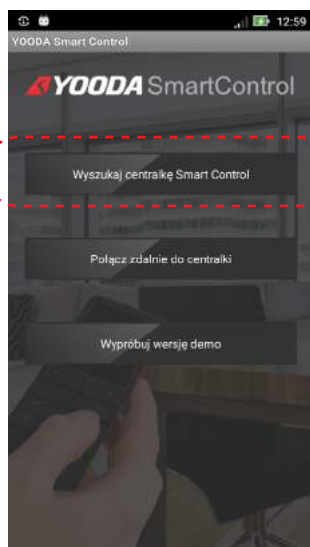 12:59
YOODA Smart Control
YOODA SmartControl
Wyszukaj centralkę Smart Control
Połącz zdalnie do centralki
Wypróbuj wersję demo